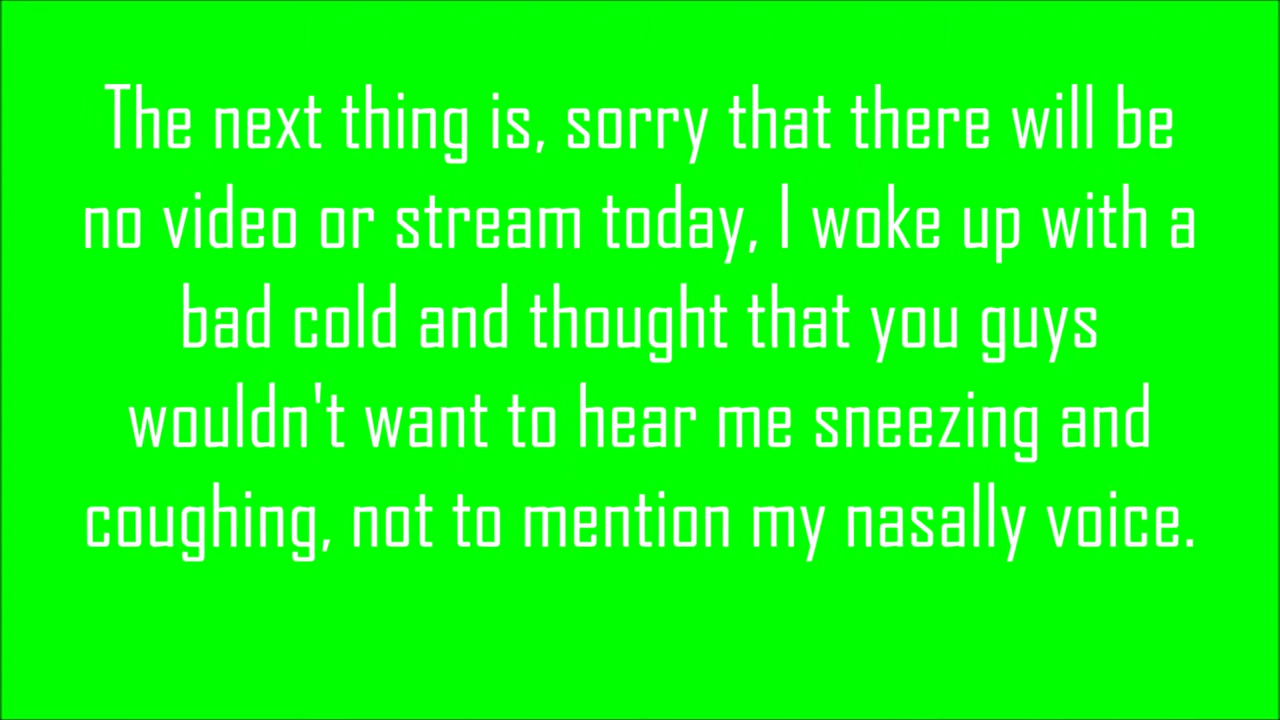 The next thing is, sorry that there will be
no video or stream today, I woke up with a
bad cold and thought that you guys
wouldn't want to hear me sneezing and
coughing, not to mention my nasally voice.